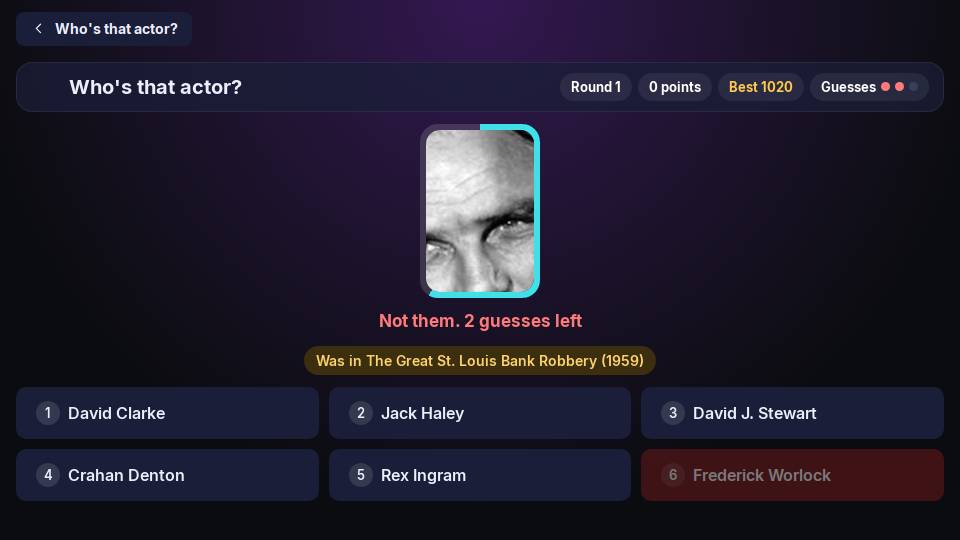 Who's that actor?
Who's that actor?
Round 1
0 points
Best 1020
Guesses
Not them. 2 guesses left
Was in The Great St. Louis Bank Robbery (1959)
1 David Clarke
2 Jack Haley
3 David J. Stewart
4 Crahan Denton
5 Rex Ingram
6 Frederick Worlock